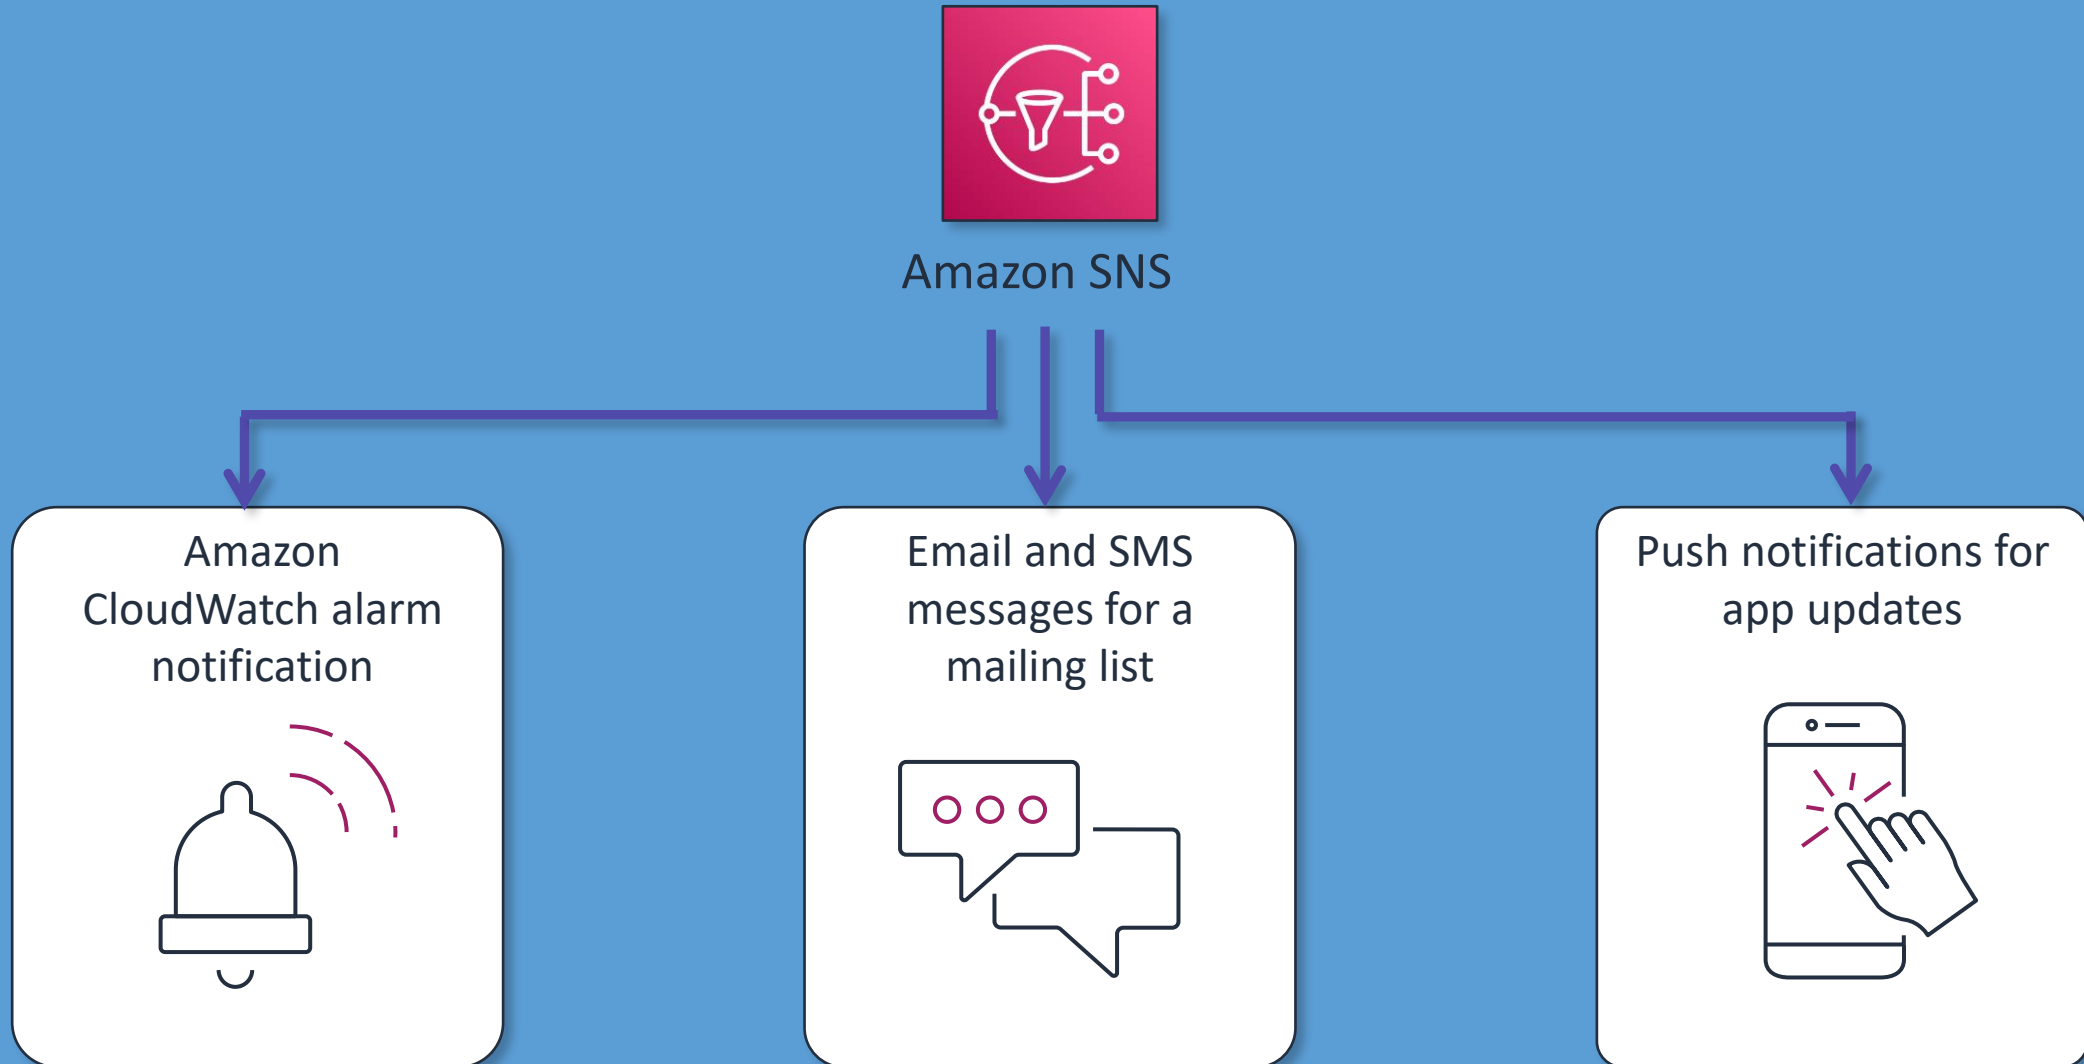 Amazon SNS
Amazon
CloudWatch alarm
notification
Email and SMS
messages for a
mailing list
Push notifications for
app updates